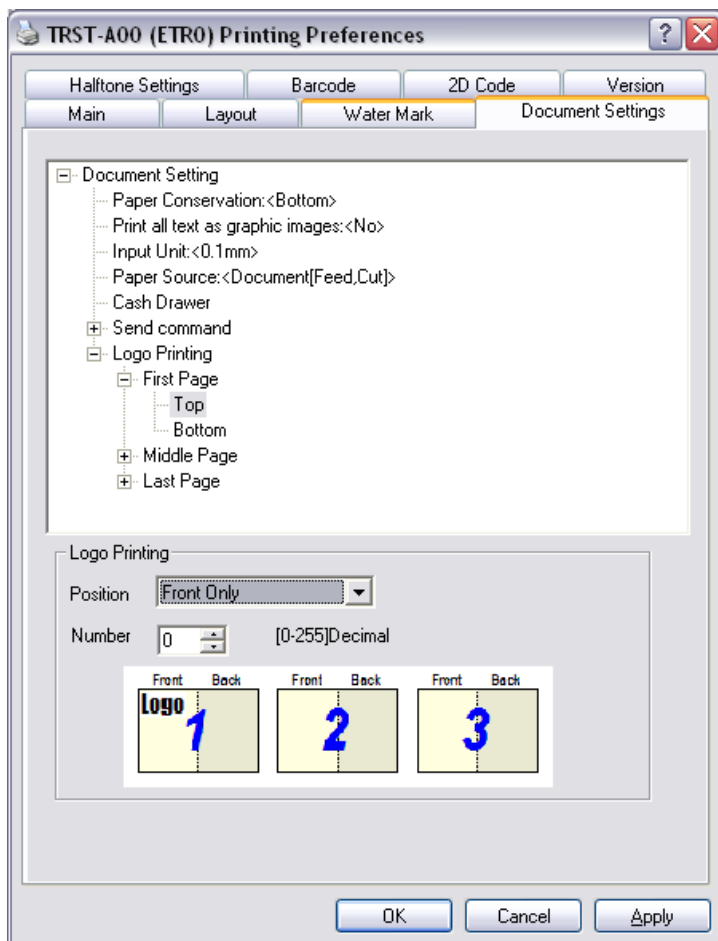 TRST-A00 (ETR0) Printing Preferences
Halftone Settings Barcode 2D Code Version
Main Layout Water Mark Document Settings
Document Setting
Paper Conservation:<Bottom>
Print all text as graphic images:<No>
Input Unit:<0.1mm>
Paper Source:<Document[Feed,Cut]>
Cash Drawer
Send command
Logo Printing
First Page
Top
Bottom
Middle Page
Last Page
Logo Printing
Position Front Only
Number 0 [0-255]Decimal
Front Back Front Back Front Back
Logo 1 2 3
OK Cancel Apply